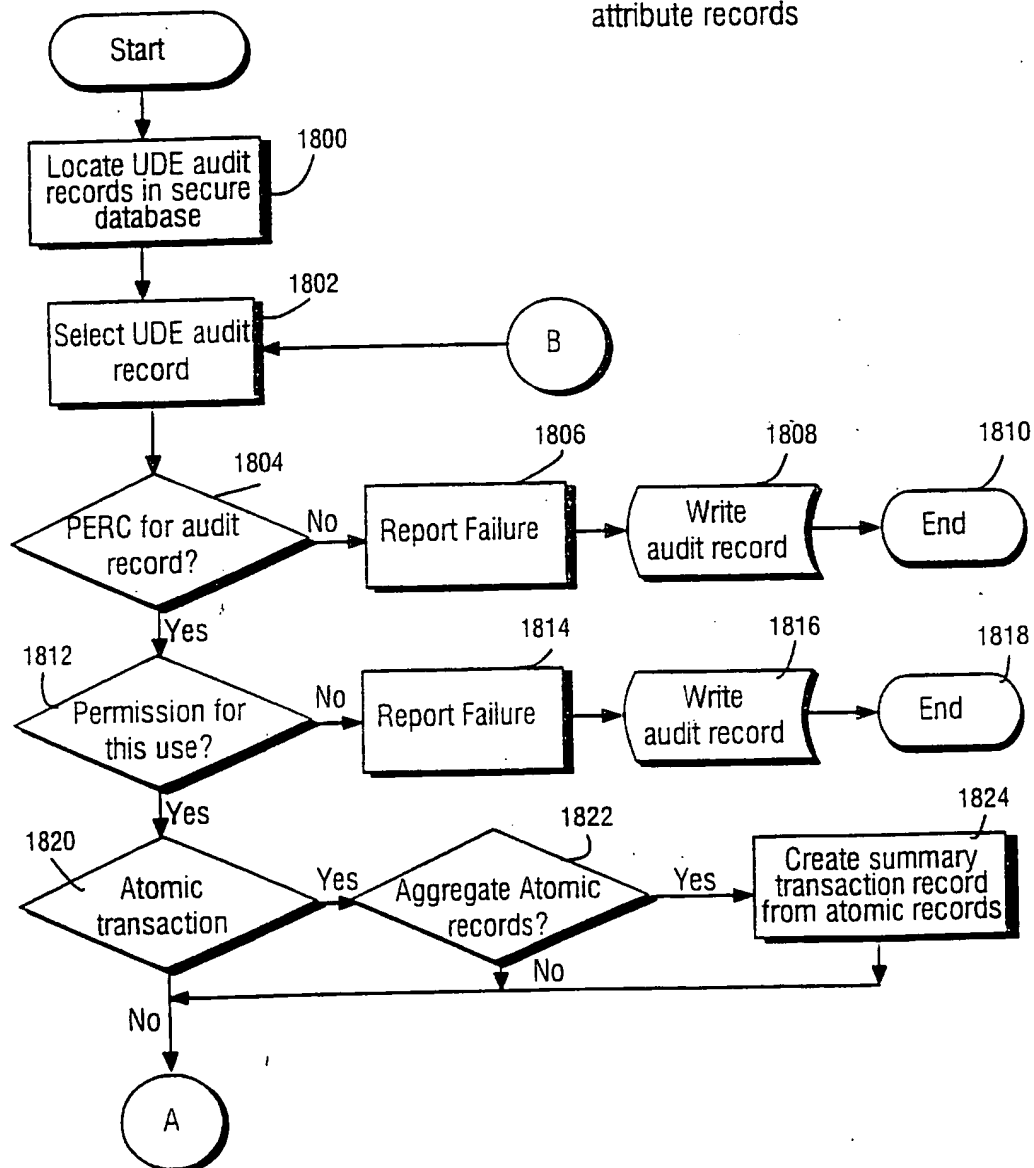 attribute records
Start
1800
Locate UDE audit
records in secure
database
1802
Select UDE audit
record
B
1804
PERC for audit
record?
No
1806
Report Failure
1808
Write
audit record
1810
End
Yes
1812
Permission for
this use?
No
1814
Report Failure
1816
Write
audit record
1818
End
Yes
1820
Atomic
transaction
Yes
1822
Aggregate Atomic
records?
Yes
1824
Create summary
transaction record
from atomic records
No
No
A